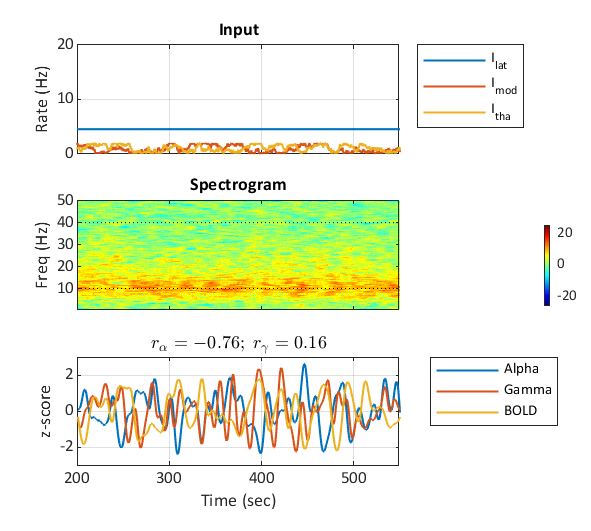 Input
20
10
0
Rate (Hz)
I_lat
I_mod
I_tha
Spectrogram
50
40
30
20
10
Freq (Hz)
20
0
-20
r_α = −0.76; r_γ = 0.16
2
0
-2
z-score
200
300
400
500
Time (sec)
Alpha
Gamma
BOLD